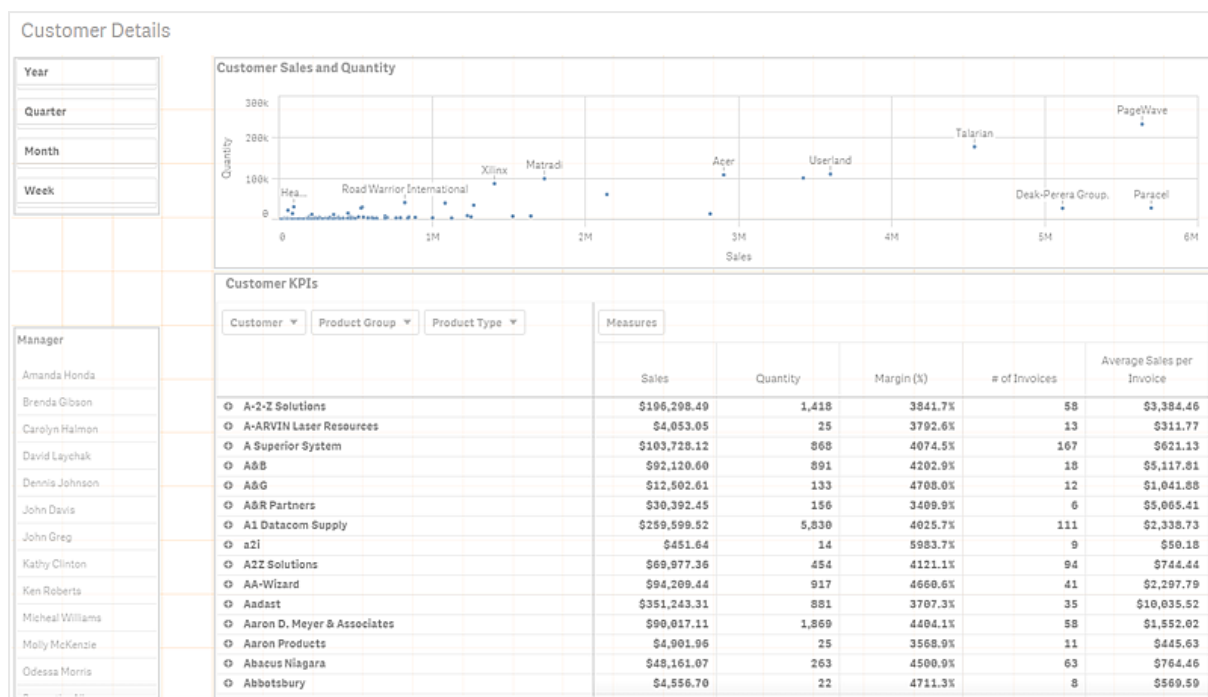 Customer Details
Year
Quarter
Month
Week
Customer Sales and Quantity
Quantity
300k
200k
100k
0
PageWave
Talarian
Acer
Userland
Xilinx
Matradi
Hea...
Road Warrior International
Deak-Perera Group.
Paracel
0 1M 2M 3M 4M 5M 6M
Sales
Manager
Amanda Honda
Brenda Gibson
Carolyn Halmon
David Laychak
Dennis Johnson
John Davis
John Greg
Kathy Clinton
Ken Roberts
Micheal Williams
Molly McKenzie
Odessa Morris
Customer KPIs
Customer Product Group Product Type Measures
Sales Quantity Margin (%) # of Invoices Average Sales per Invoice
A-2-Z Solutions $196,298.49 1,418 3841.7% 58 $3,384.46
A-ARVIN Laser Resources $4,053.05 25 3792.6% 13 $311.77
A Superior System $103,728.12 868 4074.5% 167 $621.13
A&B $92,120.60 891 4202.9% 18 $5,117.81
A&G $12,502.61 133 4708.0% 12 $1,041.88
A&R Partners $30,392.45 156 3409.9% 6 $5,065.41
A1 Datacom Supply $259,599.52 5,830 4025.7% 111 $2,338.73
a2i $451.64 14 5983.7% 9 $50.18
A2Z Solutions $69,977.36 454 4121.1% 94 $744.44
AA-Wizard $94,209.44 917 4660.6% 41 $2,297.79
Aadast $351,243.31 881 3707.3% 35 $10,035.52
Aaron D. Meyer & Associates $90,017.11 1,869 4404.1% 58 $1,552.02
Aaron Products $4,901.96 25 3568.9% 11 $445.63
Abacus Niagara $48,161.07 263 4500.9% 63 $764.46
Abbotsbury $4,556.70 22 4711.3% 8 $569.59